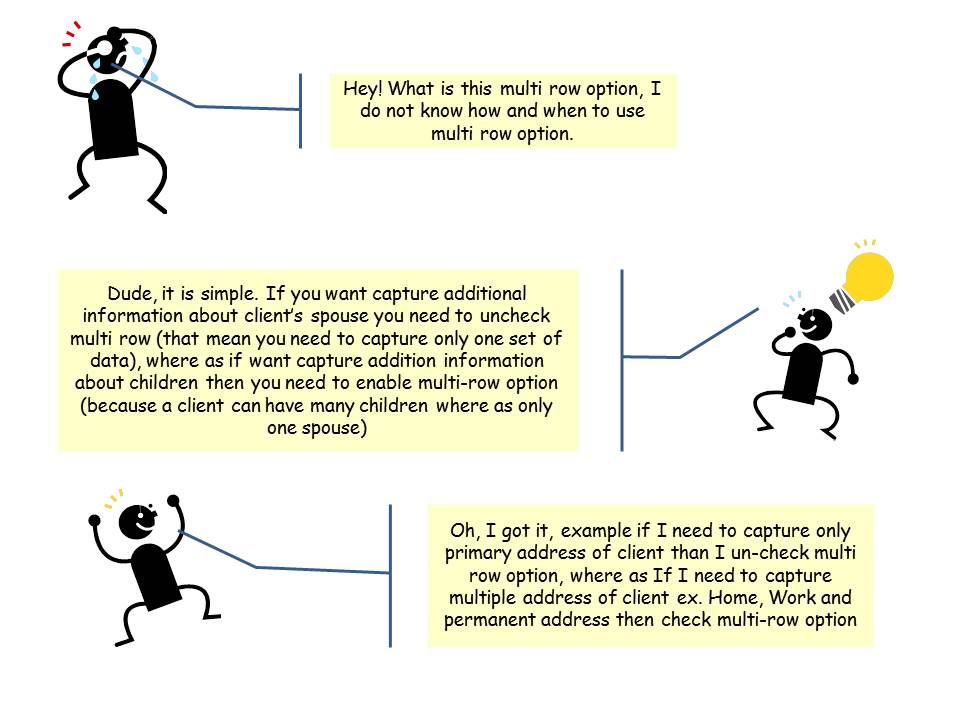 Hey! What is this multi row option, I
do not know how and when to use
multi row option.
Dude, it is simple. If you want capture additional
information about client's spouse you need to uncheck
multi row (that mean you need to capture only one set of
data), where as if want capture addition information
about children then you need to enable multi-row option
(because a client can have many children where as only
one spouse)
Oh, I got it, example if I need to capture only
primary address of client than I un-check multi
row option, where as If I need to capture
multiple address of client ex. Home, Work and
permanent address then check multi-row option